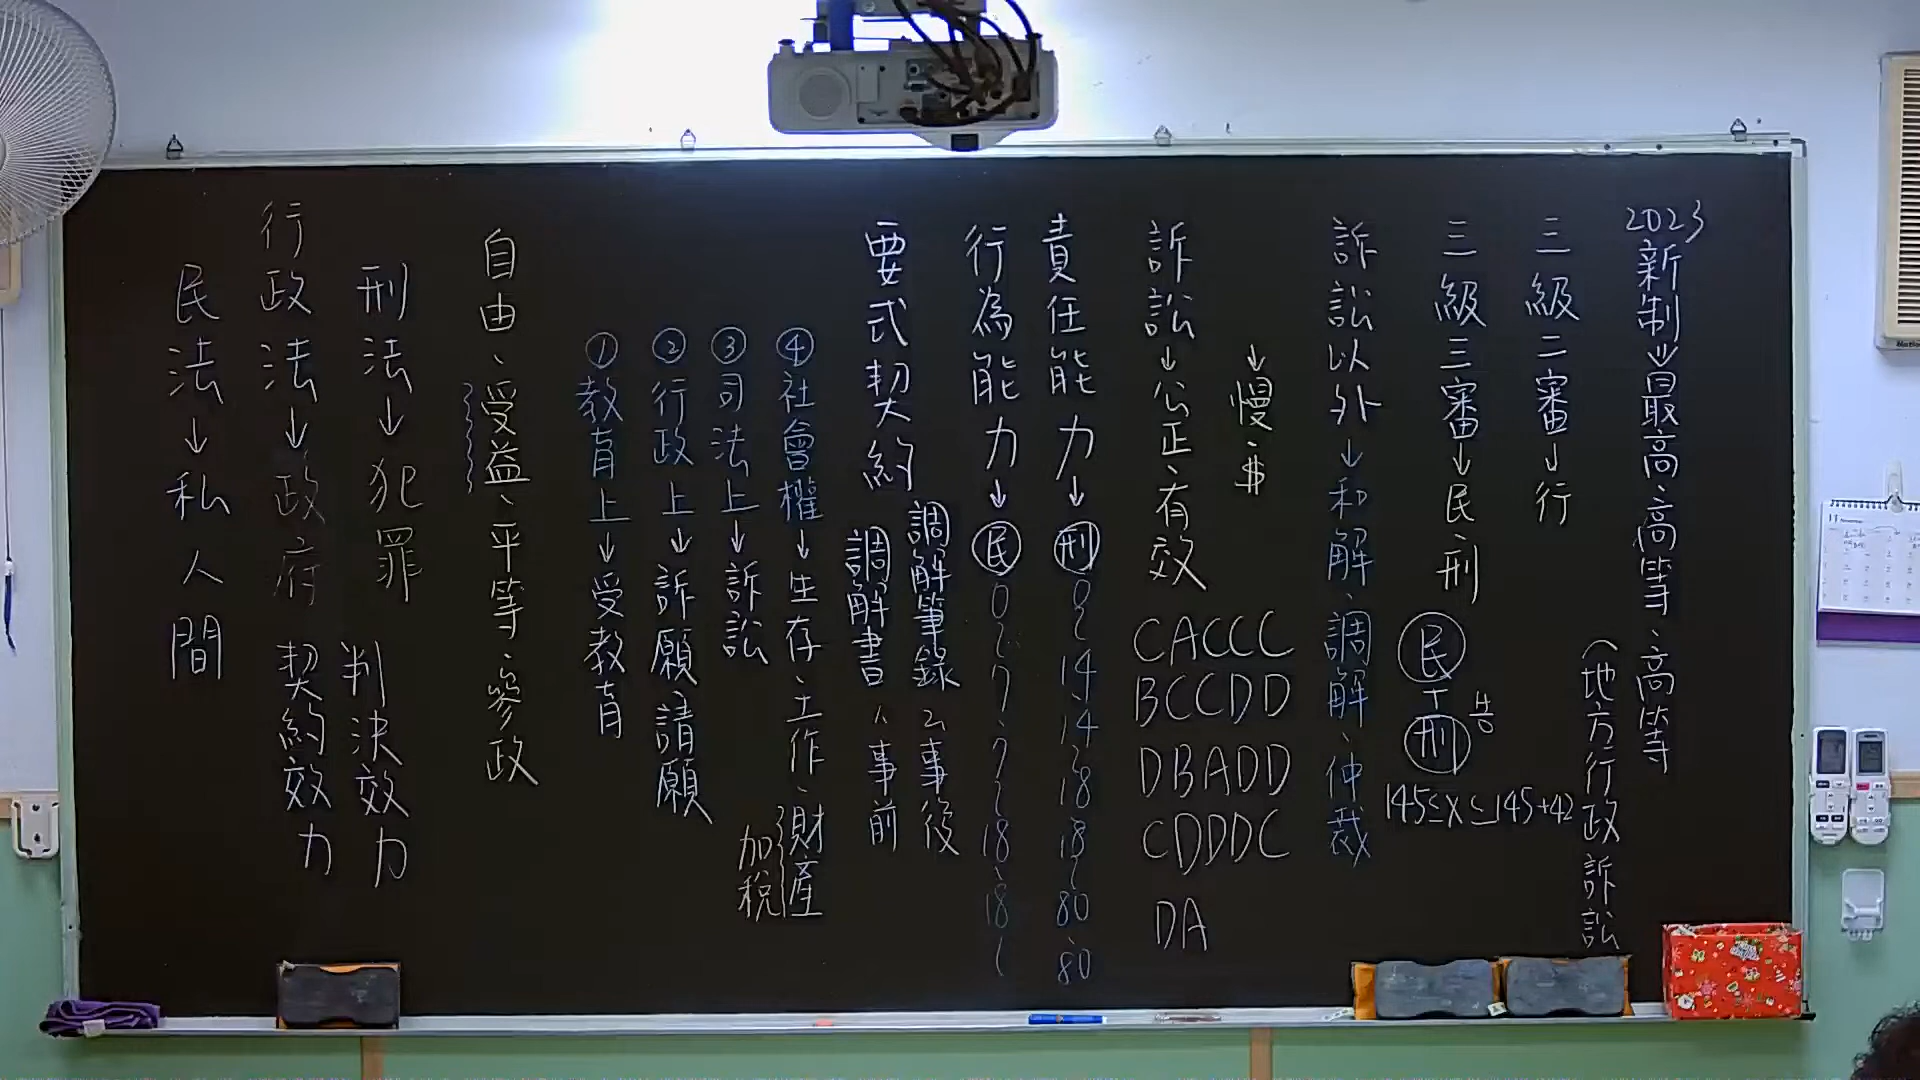 2023新制→最高、高等、高等
(地方行政訴訟
三級二審→行
三級三審→民、刑
民+刑告
145≤X≤145+42
訴訟以外→和解、調解、仲裁
→慢、$
訴訟→公正、有效
CACCC
BCCDD
DBADD
CDDDC
DA
責任能力→刑
0~14、14~18、18~80、80
行為能力→民
0~7、7~18、18~
要式契約
調解筆錄 2.事後
調解書 1.事前
④社會權→生存、工作、財產
加稅
③司法上→訴訟
②行政上→訴願、請願
①教育上→受教育
自由、受益、平等、參政
刑法→犯罪
判決效力
行政法→政府
契約效力
民法→私人間